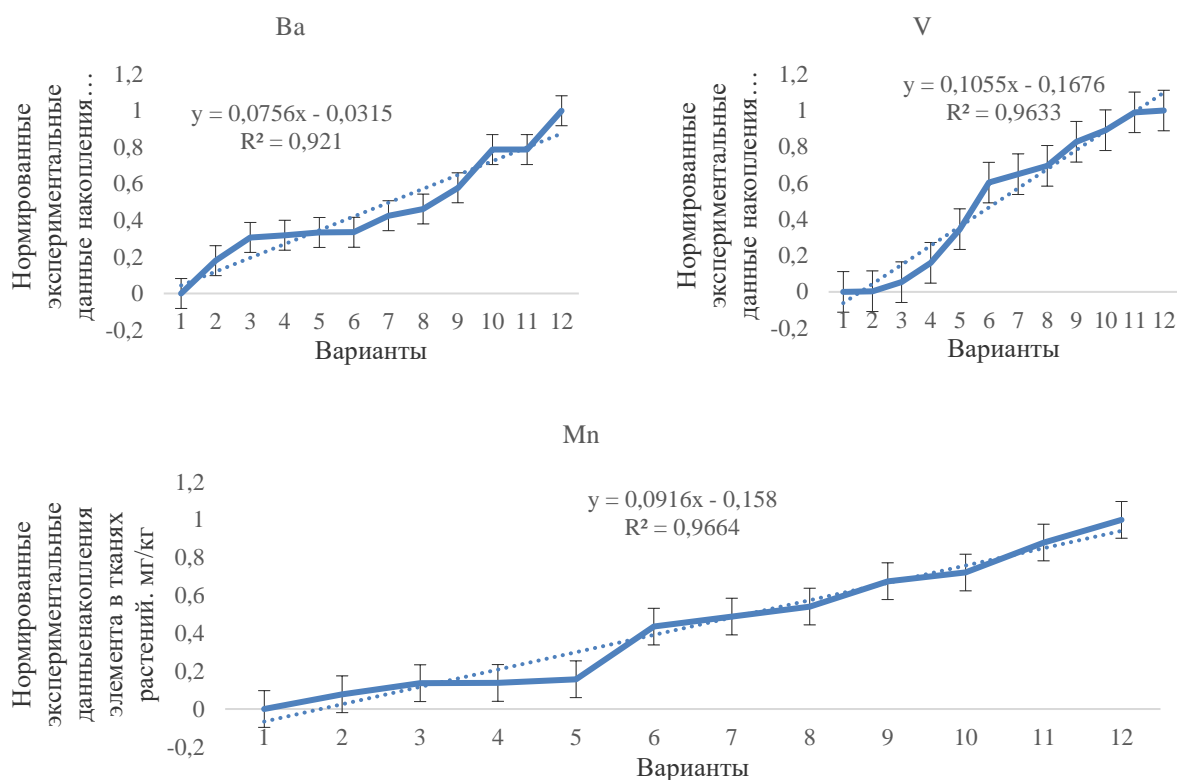 Ba
Нормированные
экспериментальные
данные накопления…
1,2
1
0,8
0,6
0,4
0,2
0
-0,2
y = 0,0756x - 0,0315
R² = 0,921
1 2 3 4 5 6 7 8 9 10 11 12
Варианты
V
Нормированные
экспериментальные
данные накопления…
1,2
1
0,8
0,6
0,4
0,2
0
-0,2
y = 0,1055x - 0,1676
R² = 0,9633
1 2 3 4 5 6 7 8 9 10 11 12
Варианты
Mn
Нормированные
экспериментальные
данныенакопления
элемента в тканях
растений. мг/кг
1,2
1
0,8
0,6
0,4
0,2
0
-0,2
y = 0,0916x - 0,158
R² = 0,9664
1 2 3 4 5 6 7 8 9 10 11 12
Варианты